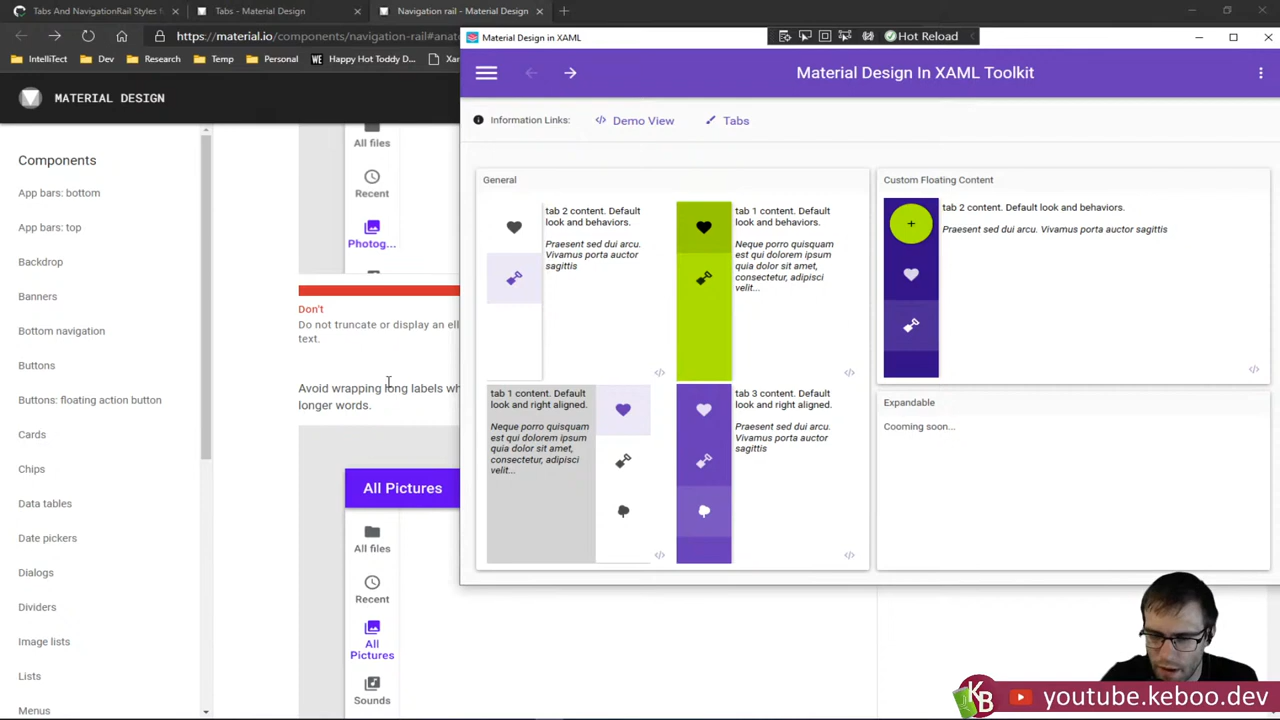 Tabs And NavigationRail Styles
Tabs - Material Design
Navigation rail - Material Design
https://material.io/components/navigation-rail#anato
IntelliTect
Dev
Research
Temp
Personal
WE Happy Hot Toddy D...
Xan
MATERIAL DESIGN
Components
App bars: bottom
App bars: top
Backdrop
Banners
Bottom navigation
Buttons
Buttons: floating action button
Cards
Chips
Data tables
Date pickers
Dialogs
Dividers
Image lists
Lists
Menus
All files
Recent
Photog...
Don't
Do not truncate or display an ell
text.
Avoid wrapping long labels wh
longer words.
All Pictures
All files
Recent
All
Pictures
Sounds
Material Design in XAML
Hot Reload
Material Design In XAML Toolkit
Information Links:
Demo View
Tabs
General
tab 2 content. Default
look and behaviors.
Praesent sed dui arcu.
Vivamus porta auctor
sagittis
tab 1 content. Default
look and behaviors.
Neque porro quisquam
est qui dolorem ipsum
quia dolor sit amet,
consectetur, adipisci
velit...
tab 1 content. Default
look and right aligned.
Neque porro quisquam
est qui dolorem ipsum
quia dolor sit amet,
consectetur, adipisci
velit...
tab 3 content. Default
look and right aligned.
Praesent sed dui arcu.
Vivamus porta auctor
sagittis
Custom Floating Content
tab 2 content. Default look and behaviors.
Praesent sed dui arcu. Vivamus porta auctor sagittis
Expandable
Cooming soon...
KB youtube.keboo.dev